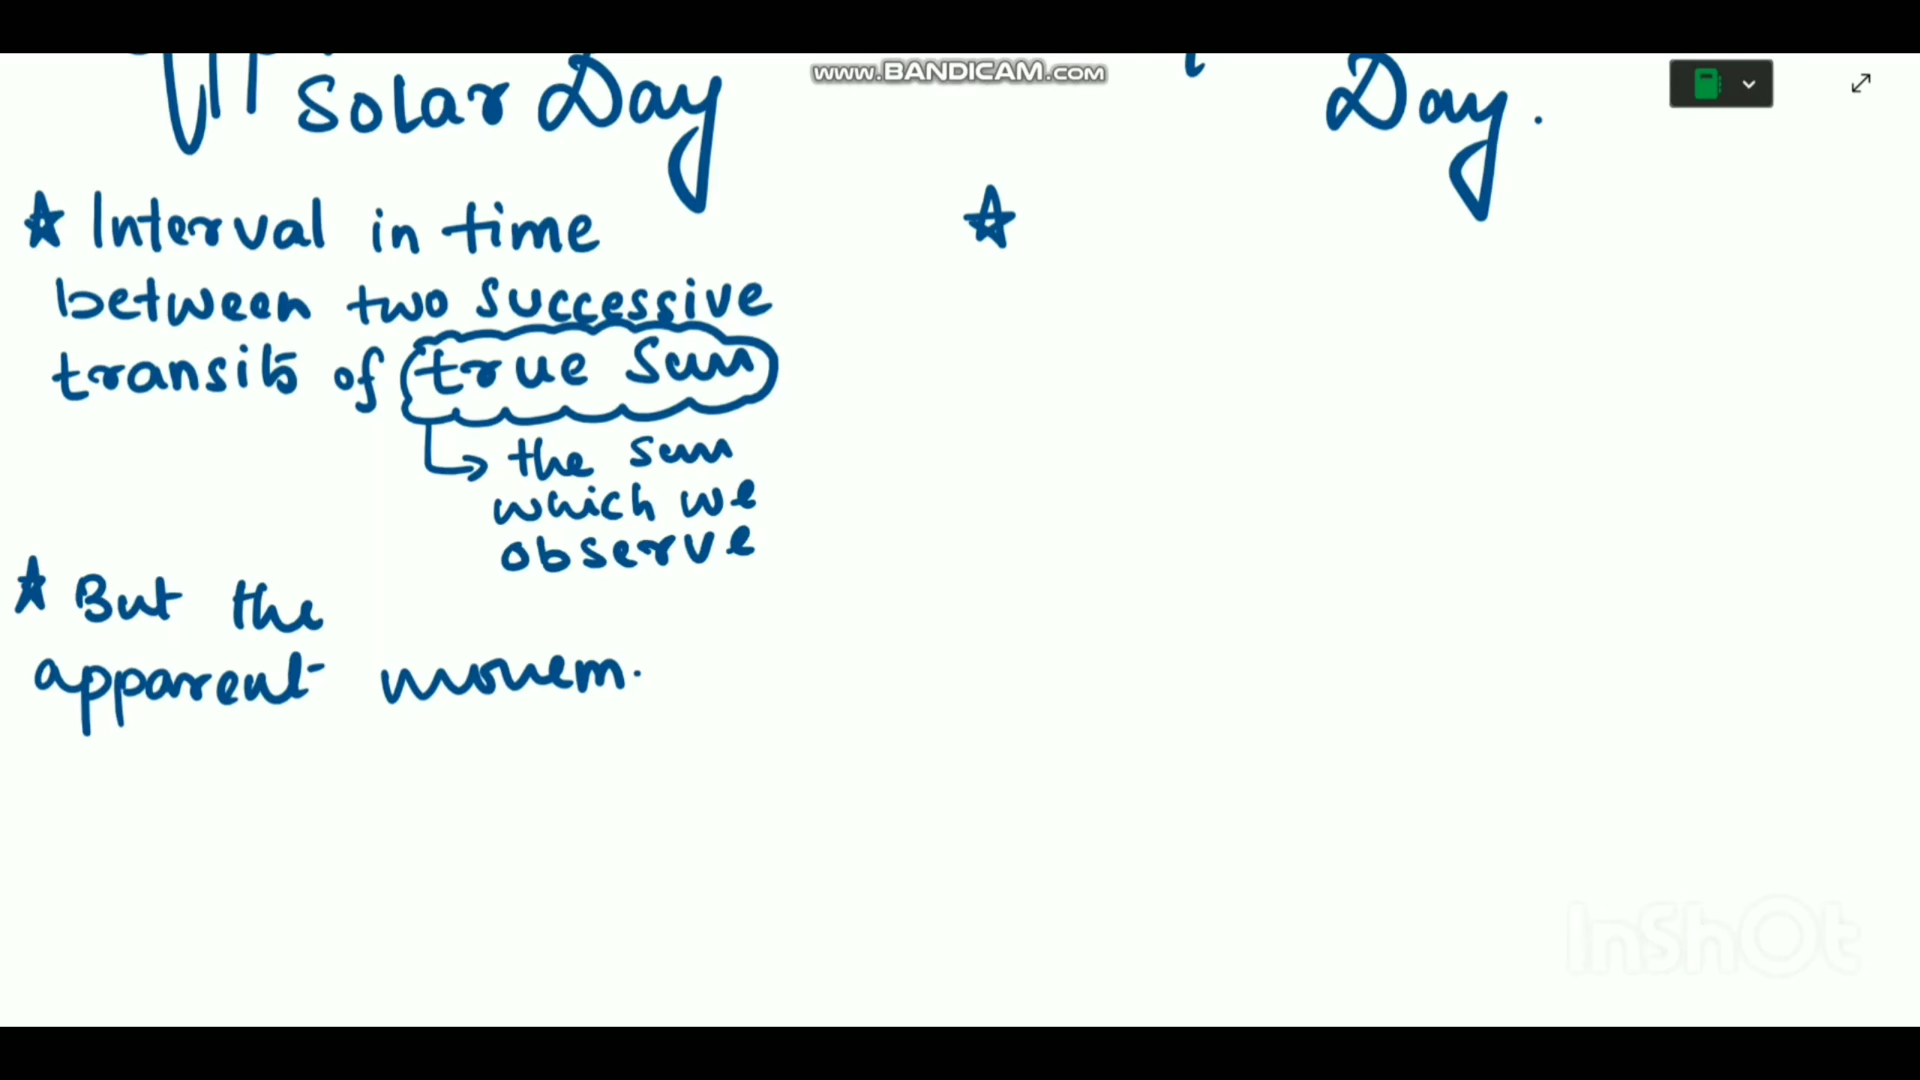 www.BANDICAM.com
Solar Day
Day.
☆ Interval in time
between two successive
transits of true Sun
↳ the sun
which we
observe
☆
☆ But the
apparent movem.
InShOt